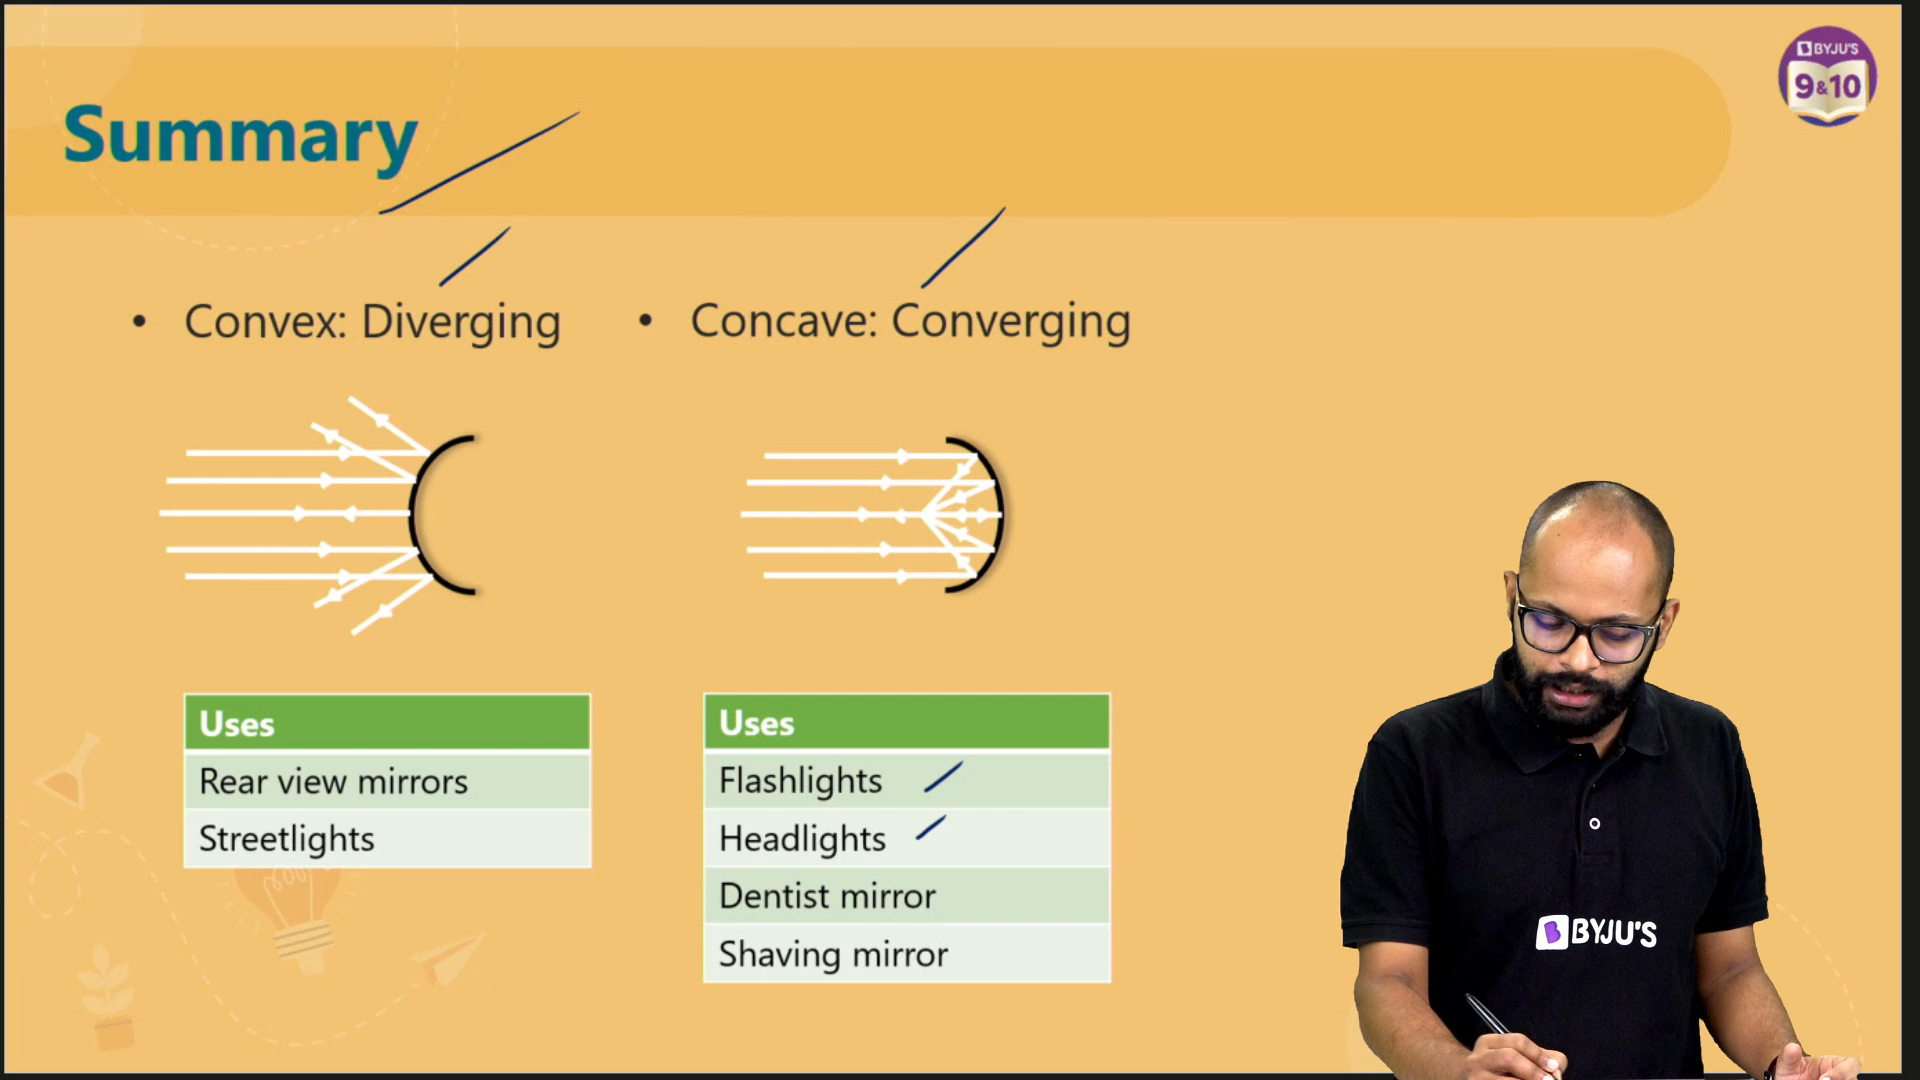 BYJU'S
9&10
Summary
• Convex: Diverging
• Concave: Converging
Uses
Rear view mirrors
Streetlights
Uses
Flashlights
Headlights
Dentist mirror
Shaving mirror
BYJU'S